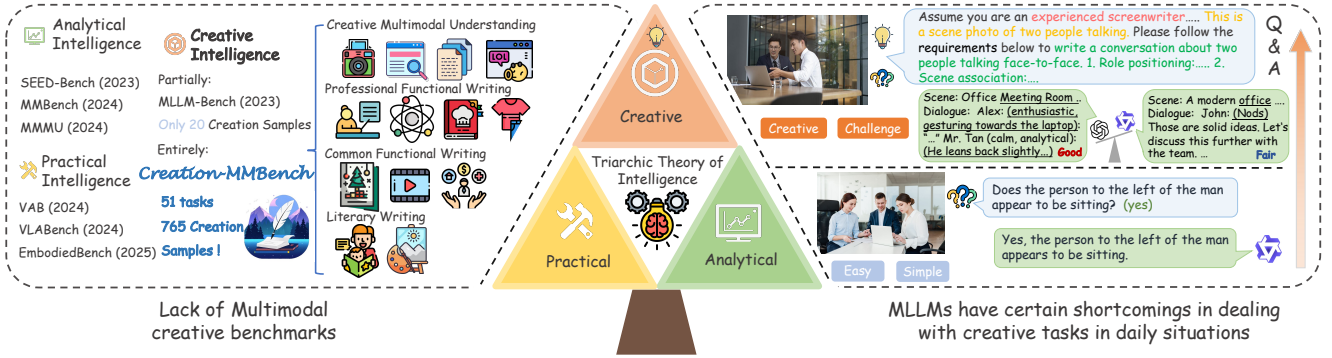 Analytical
Intelligence
SEED-Bench (2023)
MMBench (2024)
MMMU (2024)
Practical
Intelligence
VAB (2024)
VLABench (2024)
EmbodiedBench (2025)
Creative
Intelligence
Partially:
MLLM-Bench (2023)
Only 20 Creation Samples
Entirely:
Creation-MMBench
51 tasks
765 Creation
Samples !
Creative Multimodal Understanding
LOL
Professional Functional Writing
Common Functional Writing
Literary Writing
Lack of Multimodal
creative benchmarks
Creative
Triarchic Theory of
Intelligence
Practical
Analytical
Creative
Challenge
Assume you are an experienced screenwriter..... This is
a scene photo of two people talking. Please follow the
requirements below to write a conversation about two
people talking face-to-face. 1. Role positioning:..... 2.
Scene association:....
Q
&
A
Scene: Office Meeting Room ..
Dialogue: Alex: (enthusiastic,
gesturing towards the laptop):
"..." Mr. Tan (calm, analytical):
(He leans back slightly...) Good
Scene: A modern office ....
Dialogue: John: (Nods)
Those are solid ideas. Let's
discuss this further with
the team. ...
Fair
Easy
Simple
Does the person to the left of the man
appear to be sitting? (yes)
Yes, the person to the left of the man
appears to be sitting.
MLLMs have certain shortcomings in dealing
with creative tasks in daily situations